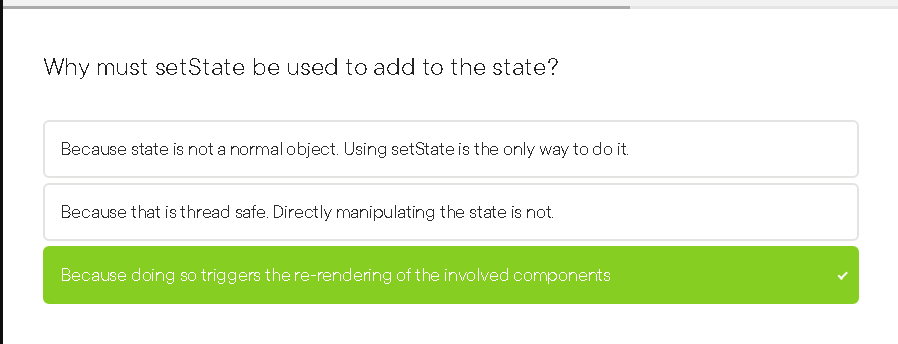 Why must setState be used to add to the state?
Because state is not a normal object. Using setState is the only way to do it.
Because that is thread safe. Directly manipulating the state is not.
Because doing so triggers the re-rendering of the involved components